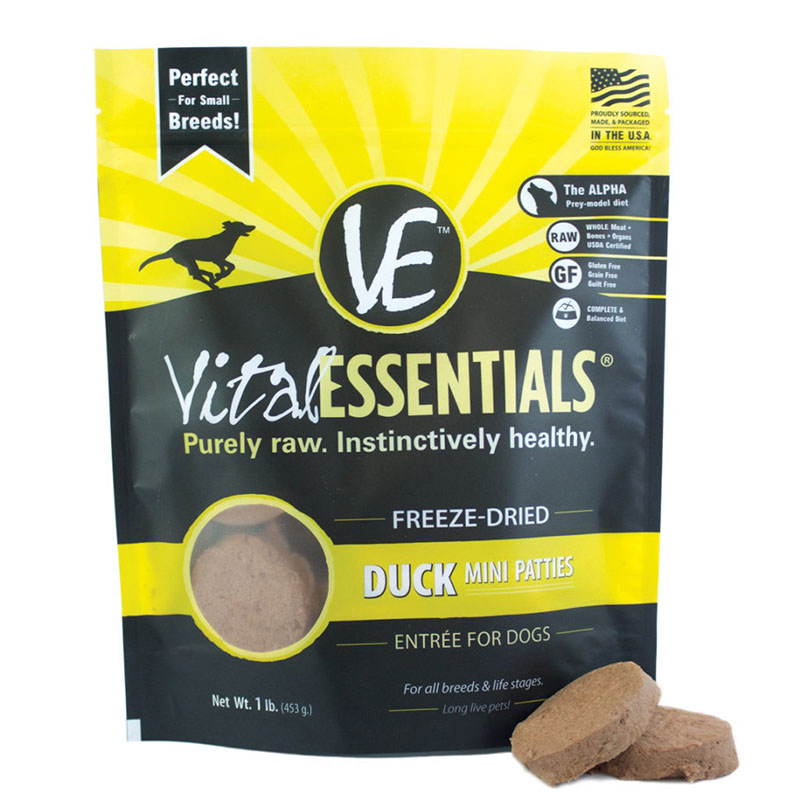 Perfect
For Small
Breeds!
PROUDLY SOURCED,
MADE, & PACKAGED
IN THE U.S.A.
GOD BLESS AMERICA!
The ALPHA
Prey-model diet
RAW
WHOLE Meat +
Bones + Organs
USDA Certified
GF
Gluten Free
Grain Free
Guilt Free
COMPLETE &
Balanced Diet
VE™
Vital ESSENTIALS®
Purely raw. Instinctively healthy.
FREEZE-DRIED
DUCK MINI PATTIES
ENTRÉE FOR DOGS
For all breeds & life stages.
Long live pets!
Net Wt. 1 lb. (453 g.)